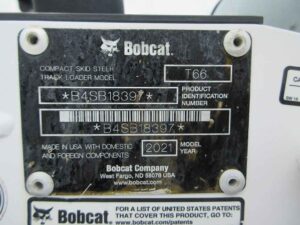 Bobcat.
COMPACT SKID STEER
TRACK LOADER MODEL
T66
*B4SB18397*
PRODUCT
IDENTIFICATION
NUMBER
*B4SB18397*
MADE IN U.S.A WITH DOMESTIC
AND FOREIGN COMPONENTS
2021
MODEL
YEAR
Bobcat Company
West Fargo, ND 58078 USA
www.bobcat.com
Bobcat.
FOR A LIST OF UNITED STATES PATENTS
THAT COVER THIS PRODUCT, GO TO:
www.bobcat.com/patents